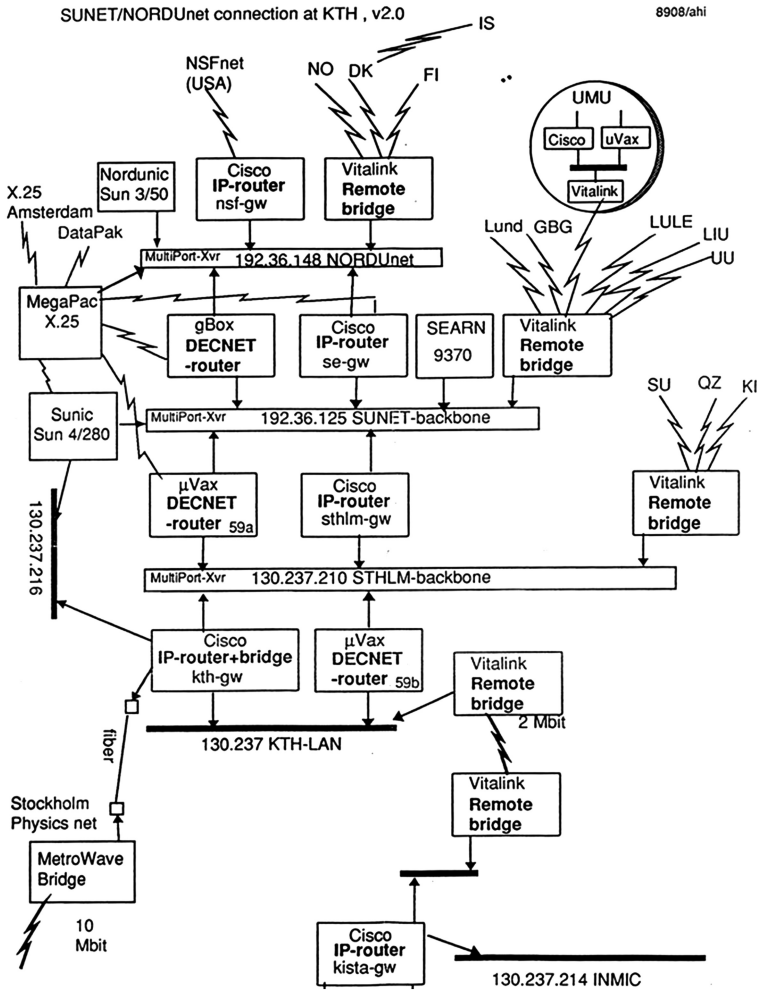 SUNET/NORDUnet connection at KTH , v2.0
8908/ahi
IS
NSFnet
(USA)
NO
DK
FI
UMU
Cisco
uVax
Vitalink
Nordunic
Sun 3/50
Cisco
IP-router
nsf-gw
Vitalink
Remote
bridge
X.25
Amsterdam
DataPak
Lund
GBG
LULE
LIU
UU
MultiPort-Xvr
192.36.148 NORDUnet
MegaPac
X.25
gBox
DECNET
-router
Cisco
IP-router
se-gw
SEARN
9370
Vitalink
Remote
bridge
SU
QZ
KI
Sunic
Sun 4/280
MultiPort-Xvr
192.36.125 SUNET-backbone
µVax
DECNET
-router 59a
Cisco
IP-router
sthlm-gw
Vitalink
Remote
bridge
130.237.216
MultiPort-Xvr
130.237.210 STHLM-backbone
Cisco
IP-router+bridge
kth-gw
µVax
DECNET
-router 59b
Vitalink
Remote
bridge
2 Mbit
130.237 KTH-LAN
fiber
Vitalink
Remote
bridge
Stockholm
Physics net
MetroWave
Bridge
10
Mbit
Cisco
IP-router
kista-gw
130.237.214 INMIC